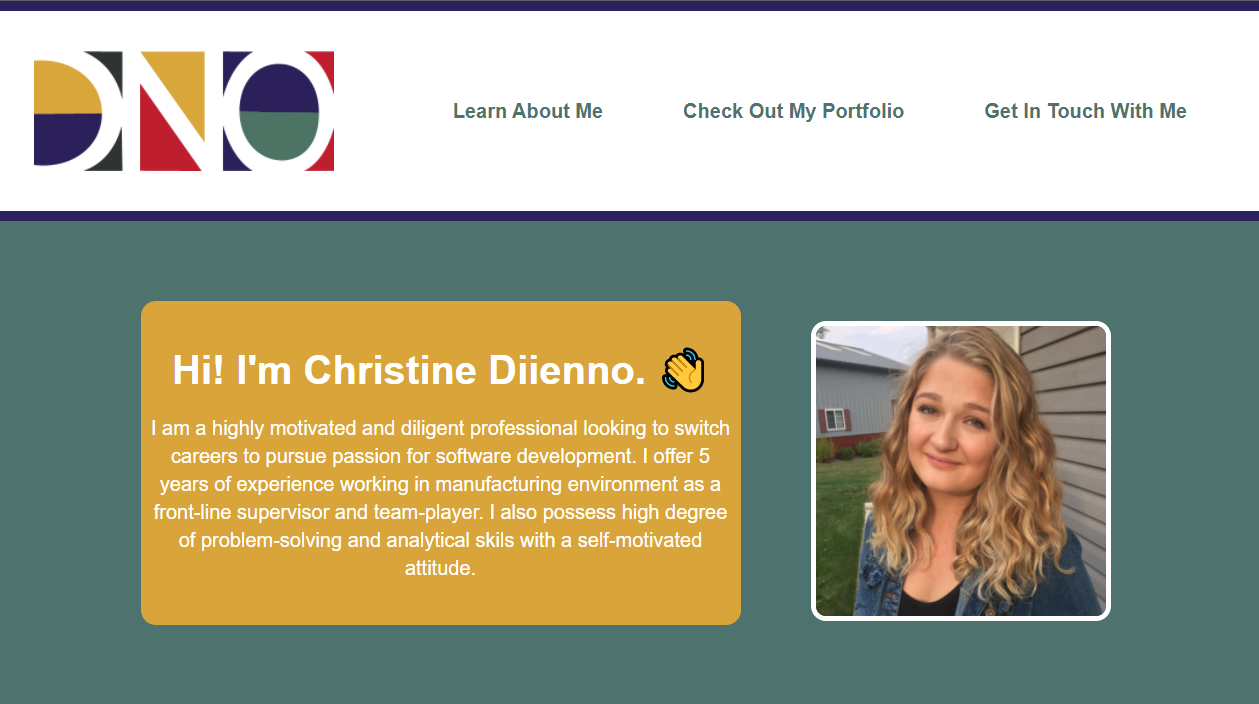 DNO
Learn About Me
Check Out My Portfolio
Get In Touch With Me
Hi! I'm Christine Diienno. 👋
I am a highly motivated and diligent professional looking to switch
careers to pursue passion for software development. I offer 5
years of experience working in manufacturing environment as a
front-line supervisor and team-player. I also possess high degree
of problem-solving and analytical skils with a self-motivated
attitude.